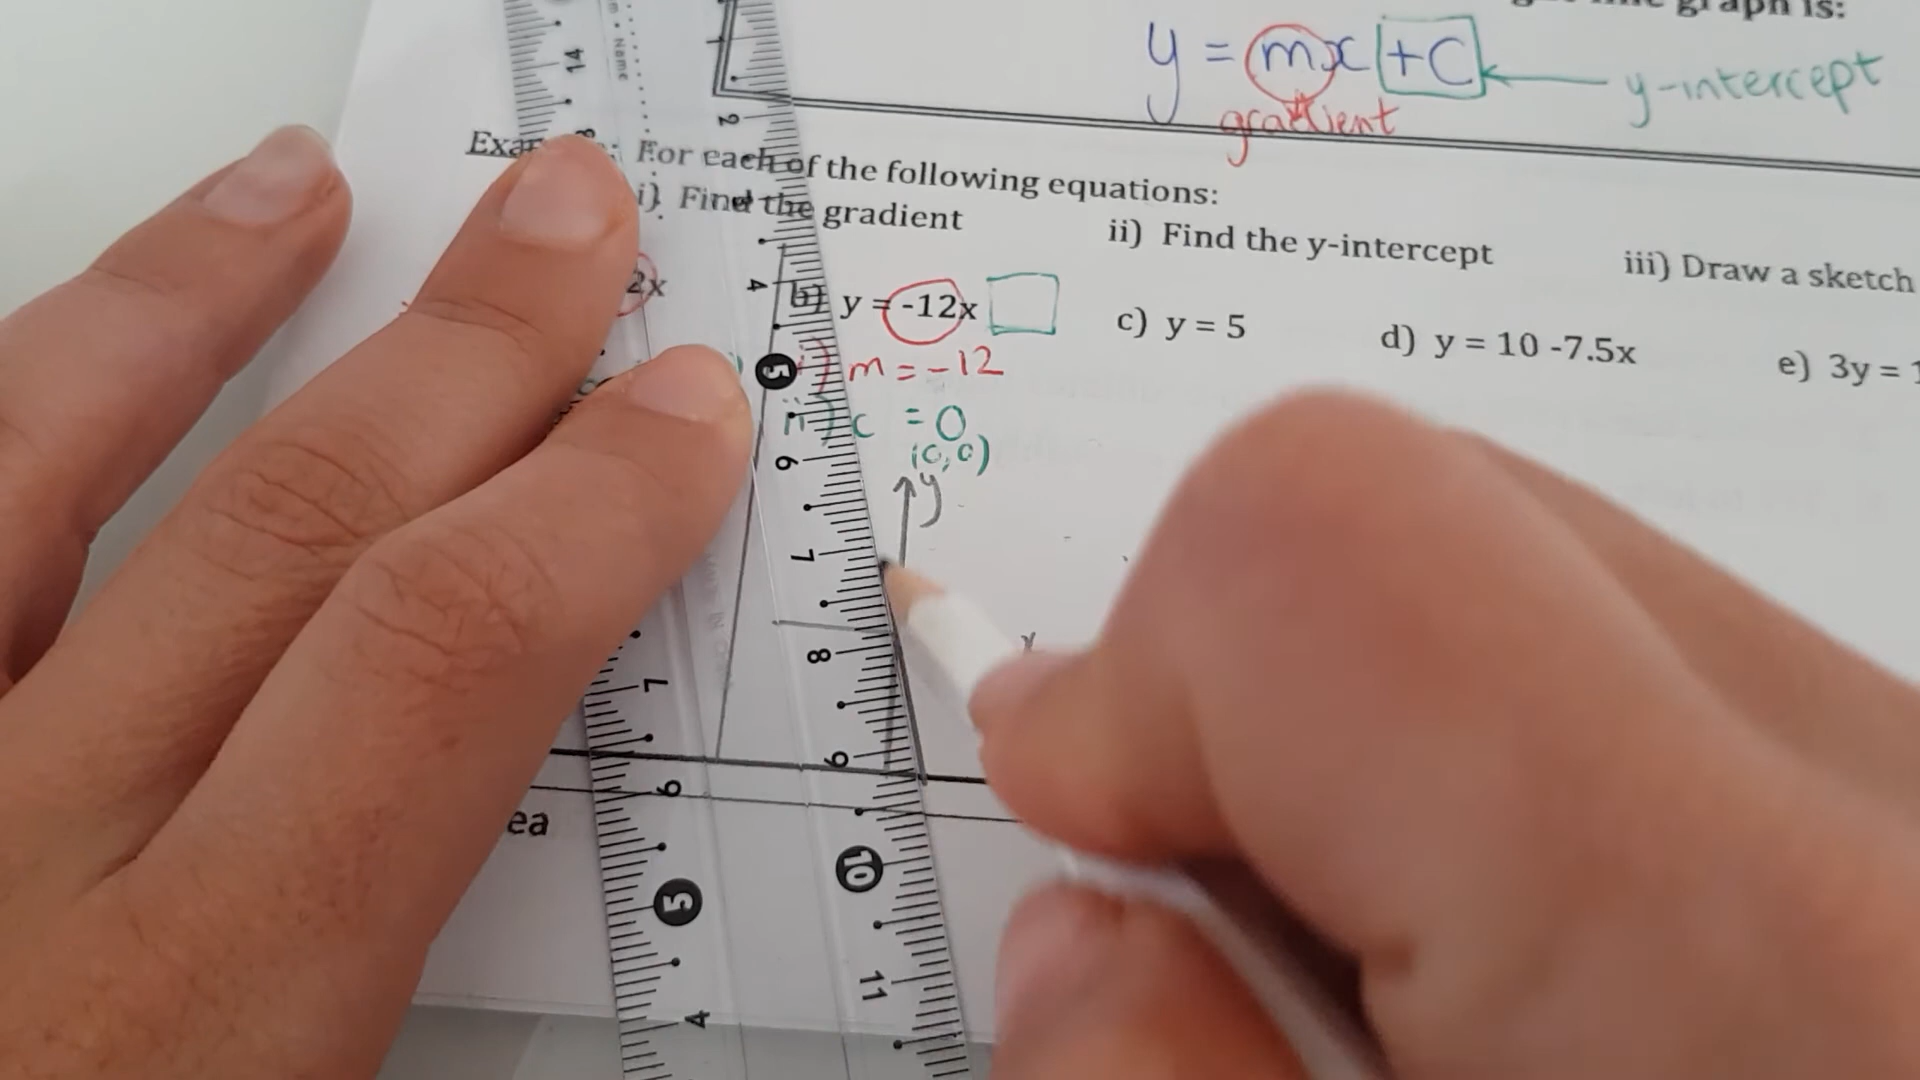 graph is:
y = mx +C ← y-intercept
gradient
For each of the following equations:
i) Find the gradient ii) Find the y-intercept iii) Draw a sketch
2x b) y = -12x c) y = 5 d) y = 10 -7.5x e) 3y =
i) m = -12
ii) c = 0
(0,0)
y
x
ea
Name
14
2
4
5
6
7
8
9
10
11
7
6
5
4